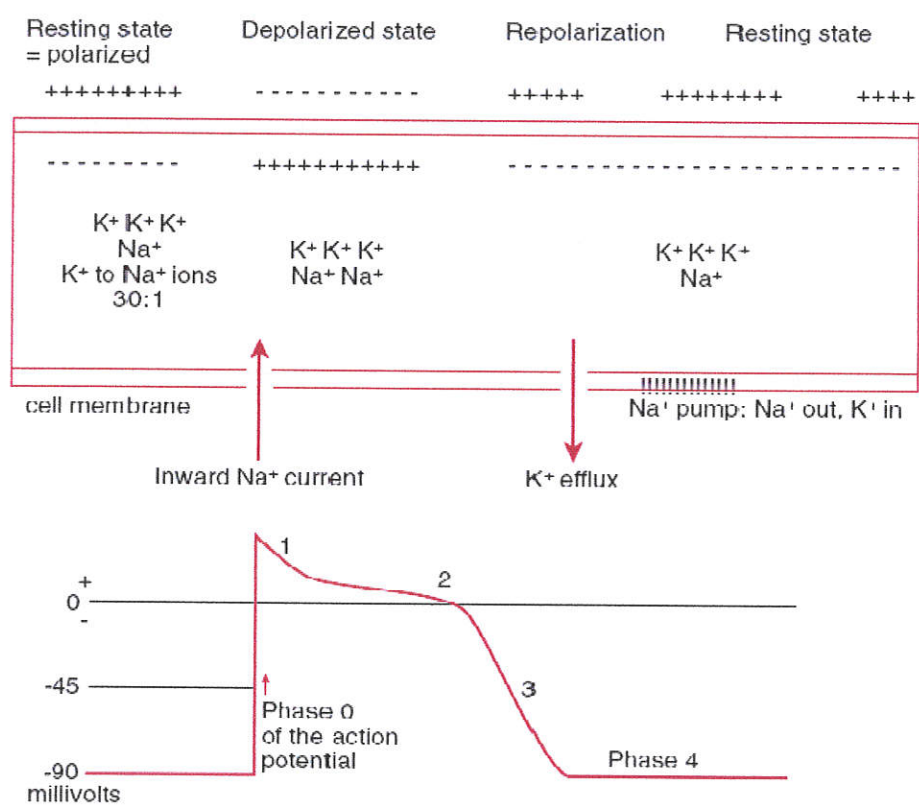 Resting state
= polarized
Depolarized state
Repolarization
Resting state
+++++++++
- - - - - - - - - - -
+++++
++++++++
++++
- - - - - - - - -
+++++++++++
- - - - - - - - - - - - - - - - - - - - - - - - - -
K⁺ K⁺ K⁺
Na⁺
K⁺ to Na⁺ ions
30:1
K⁺ K⁺ K⁺
Na⁺ Na⁺
K⁺ K⁺ K⁺
Na⁺
cell membrane
Na⁺ pump: Na⁺ out, K⁺ in
Inward Na⁺ current
K⁺ efflux
1
2
+
0
-
3
-45
Phase 0
of the action
potential
Phase 4
-90
millivolts